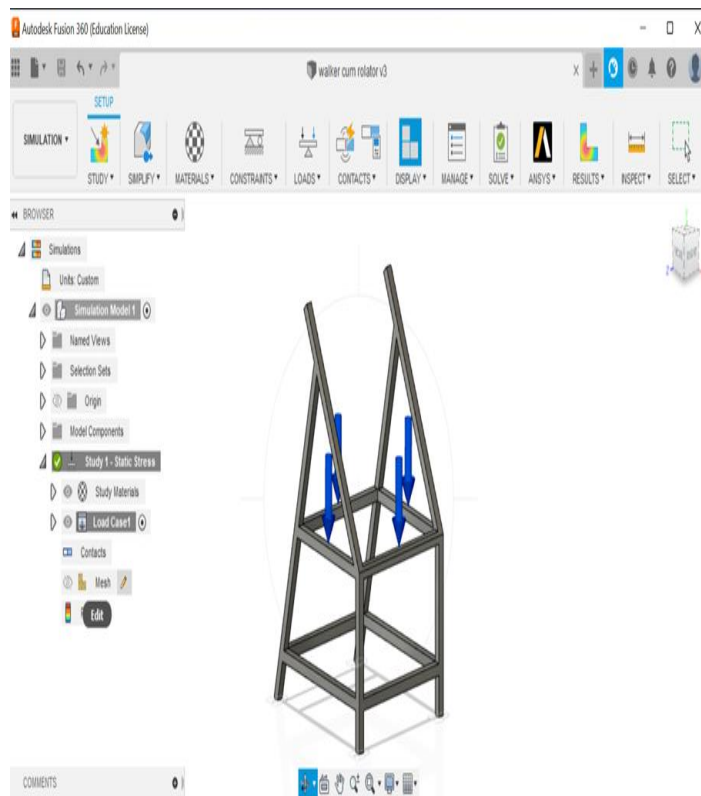 Autodesk Fusion 360 (Education License)
walker cum rolator v3
SETUP
SIMULATION
STUDY
SIMPLIFY
MATERIALS
CONSTRAINTS
LOADS
CONTACTS
DISPLAY
MANAGE
SOLVE
ANSYS
RESULTS
INSPECT
SELECT
BROWSER
Simulations
Units: Custom
Simulation Model 1
Named Views
Selection Sets
Origin
Model Components
Study 1 - Static Stress
Study Materials
Load Case1
Contacts
Mesh
Edit
COMMENTS